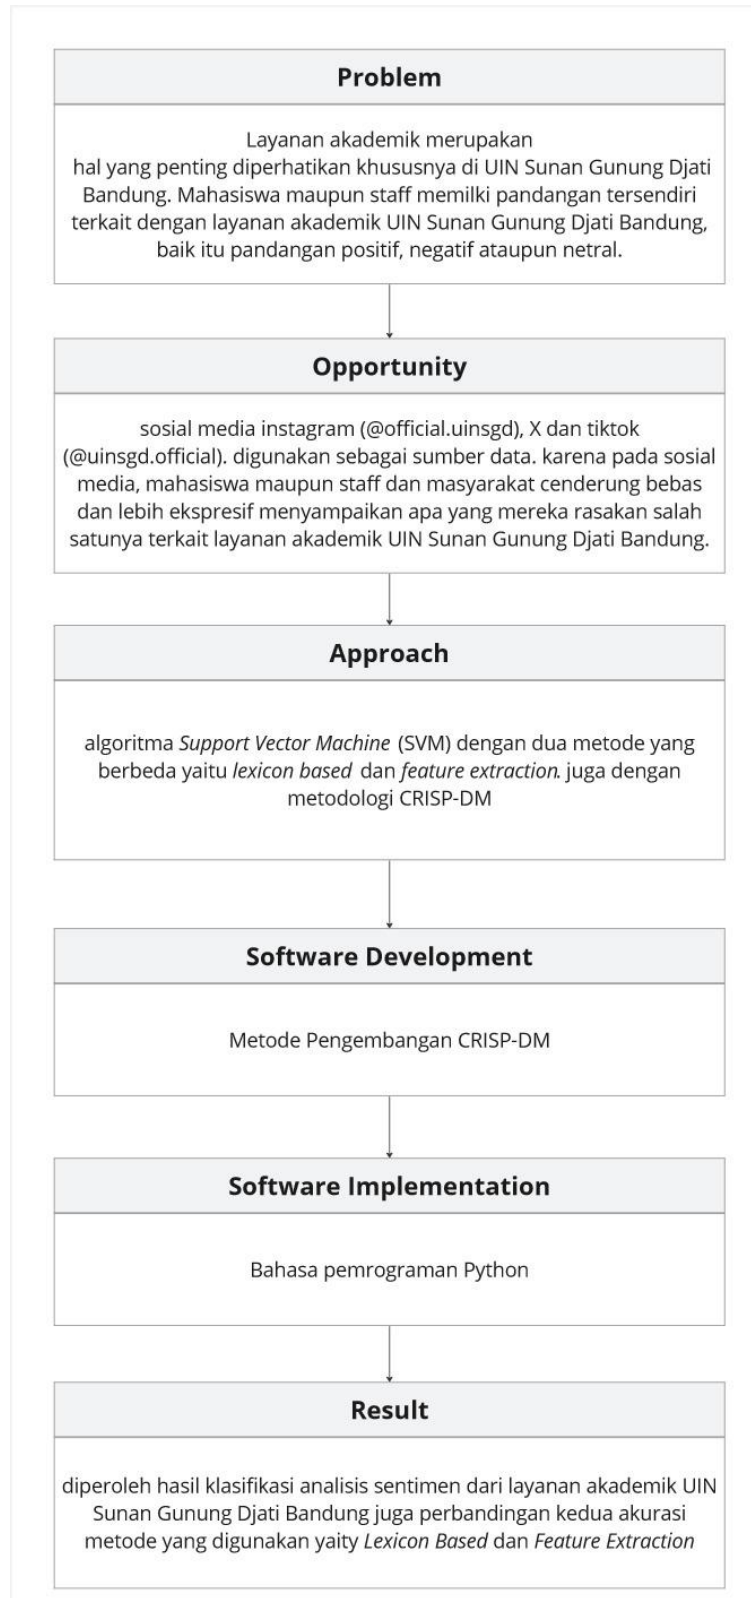 Problem
Layanan akademik merupakan
hal yang penting diperhatikan khususnya di UIN Sunan Gunung Djati
Bandung. Mahasiswa maupun staff memilki pandangan tersendiri
terkait dengan layanan akademik UIN Sunan Gunung Djati Bandung,
baik itu pandangan positif, negatif ataupun netral.
Opportunity
sosial media instagram (@official.uinsgd), X dan tiktok
(@uinsgd.official). digunakan sebagai sumber data. karena pada sosial
media, mahasiswa maupun staff dan masyarakat cenderung bebas
dan lebih ekspresif menyampaikan apa yang mereka rasakan salah
satunya terkait layanan akademik UIN Sunan Gunung Djati Bandung.
Approach
algoritma Support Vector Machine (SVM) dengan dua metode yang
berbeda yaitu lexicon based dan feature extraction. juga dengan
metodologi CRISP-DM
Software Development
Metode Pengembangan CRISP-DM
Software Implementation
Bahasa pemrograman Python
Result
diperoleh hasil klasifikasi analisis sentimen dari layanan akademik UIN
Sunan Gunung Djati Bandung juga perbandingan kedua akurasi
metode yang digunakan yaity Lexicon Based dan Feature Extraction